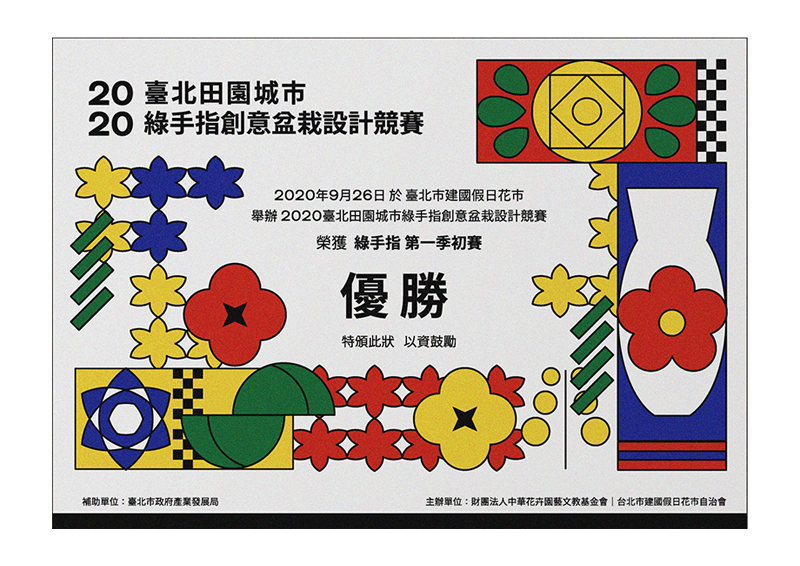 2020 臺北田園城市
綠手指創意盆栽設計競賽
2020年9月26日 於 臺北市建國假日花市
舉辦 2020臺北田園城市綠手指創意盆栽設計競賽
榮獲 綠手指 第一季初賽
優勝
特頒此狀 以資鼓勵
補助單位：臺北市政府產業發展局
主辦單位：財團法人中華花卉園藝文教基金會｜台北市建國假日花市自治會